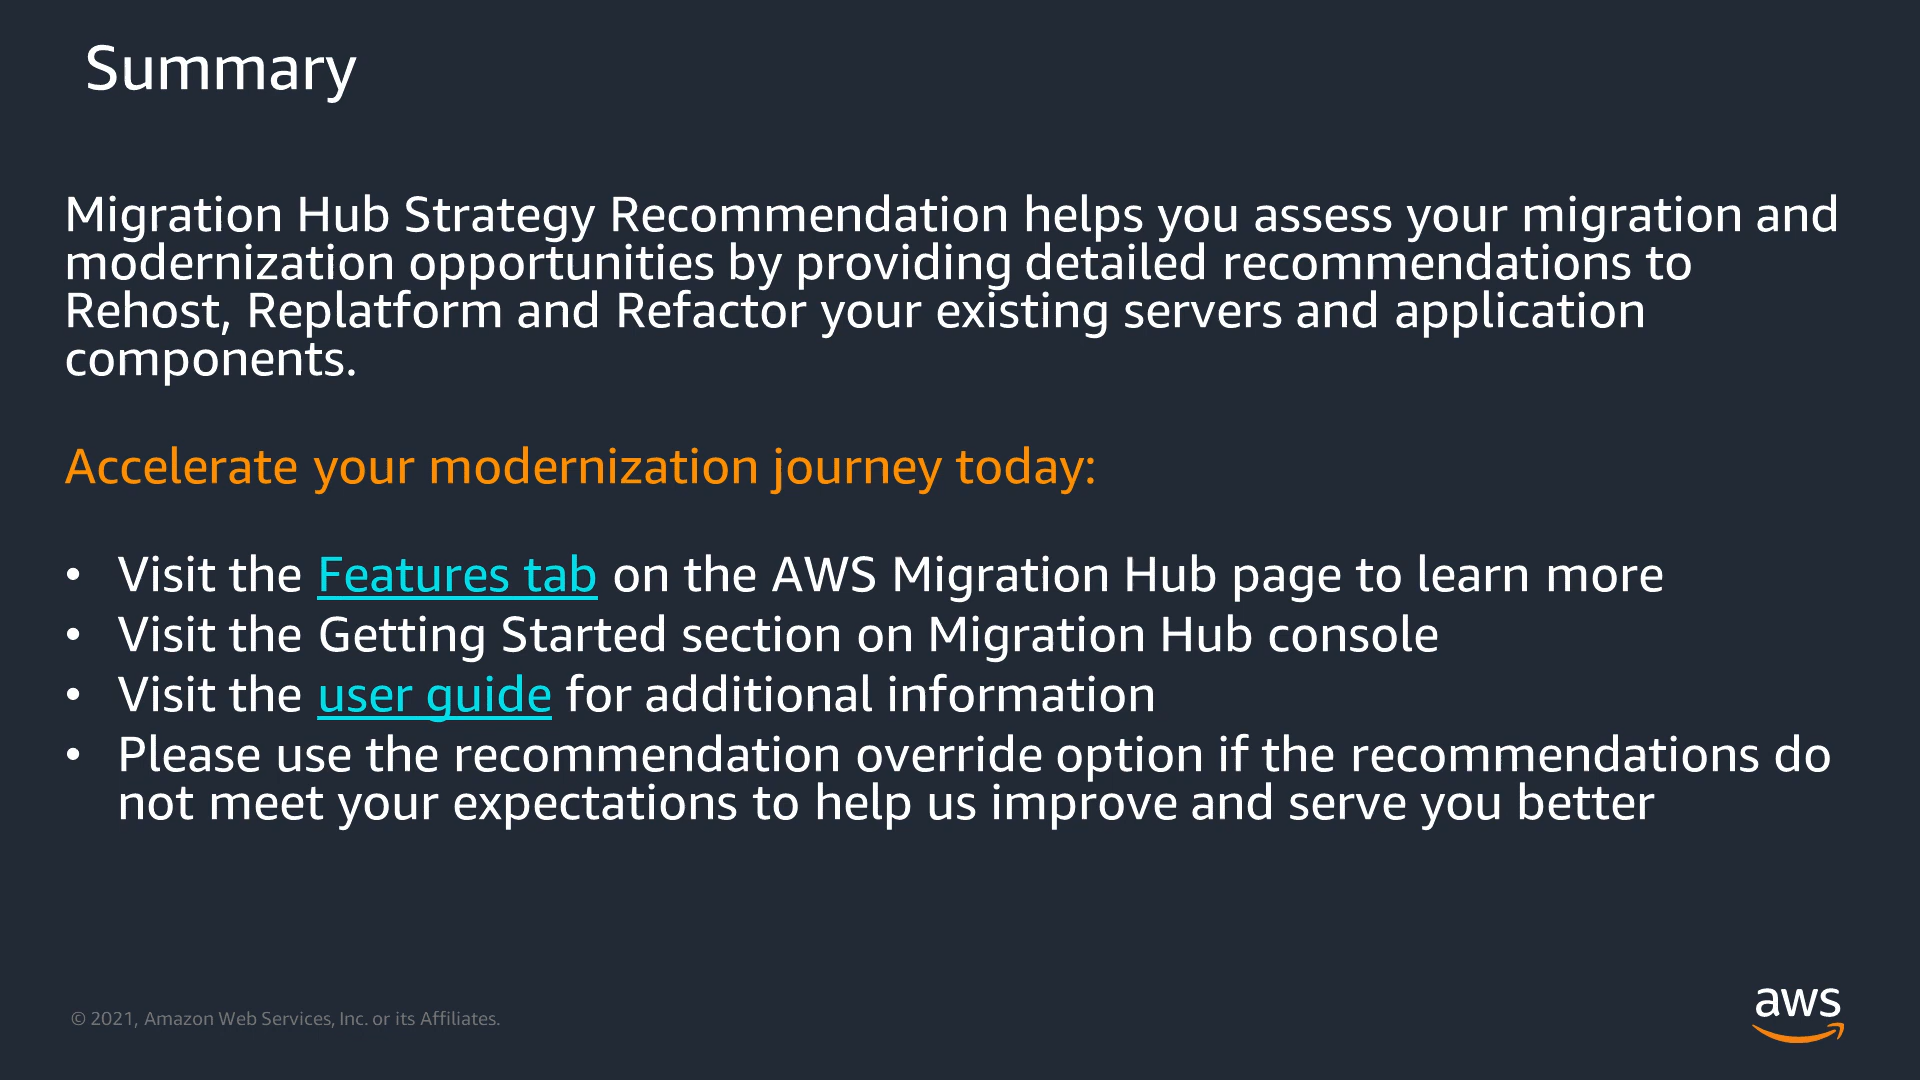 Summary
Migration Hub Strategy Recommendation helps you assess your migration and
modernization opportunities by providing detailed recommendations to
Rehost, Replatform and Refactor your existing servers and application
components.
Accelerate your modernization journey today:
• Visit the Features tab on the AWS Migration Hub page to learn more
• Visit the Getting Started section on Migration Hub console
• Visit the user guide for additional information
• Please use the recommendation override option if the recommendations do
not meet your expectations to help us improve and serve you better
© 2021, Amazon Web Services, Inc. or its Affiliates.
aws